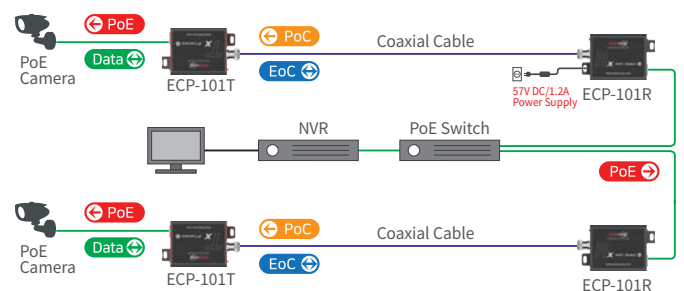 PoE
Data
PoE
Camera
ECP-101T
PoC
EoC
Coaxial Cable
57V DC/1.2A
Power Supply
ECP-101R
NVR
PoE Switch
PoE
PoE
Data
PoE
Camera
ECP-101T
PoC
EoC
Coaxial Cable
ECP-101R